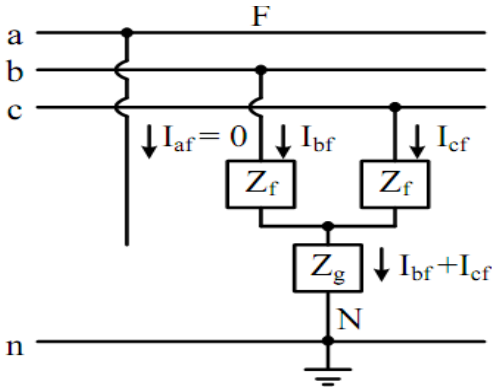 F
a
b
c
I_af = 0
I_bf
I_cf
Z_f
Z_f
Z_g
I_bf + I_cf
N
n